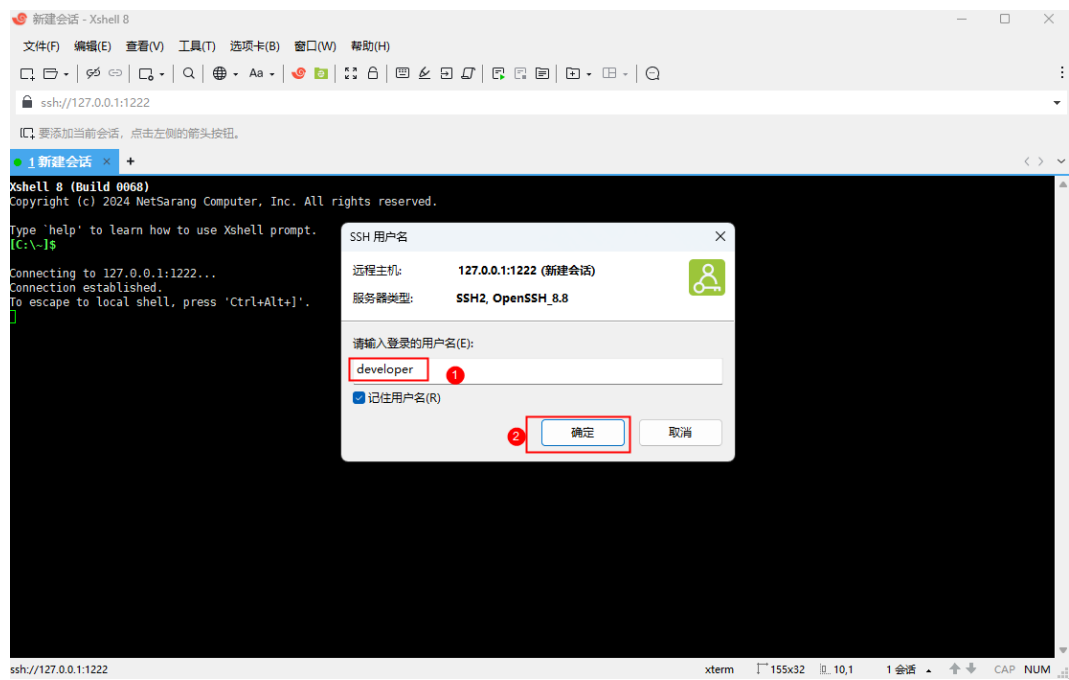 新建会话 - Xshell 8
文件(F) 编辑(E) 查看(V) 工具(T) 选项卡(B) 窗口(W) 帮助(H)
Aa
ssh://127.0.0.1:1222
要添加当前会话，点击左侧的箭头按钮。
1 新建会话 × +
Xshell 8 (Build 0068)
Copyright (c) 2024 NetSarang Computer, Inc. All rights reserved.
Type `help' to learn how to use Xshell prompt.
[C:\~]$
Connecting to 127.0.0.1:1222...
Connection established.
To escape to local shell, press 'Ctrl+Alt+]'.
SSH 用户名
远程主机: 127.0.0.1:1222 (新建会话)
服务器类型: SSH2, OpenSSH_8.8
请输入登录的用户名(E):
developer
1
记住用户名(R)
2
确定 取消
ssh://127.0.0.1:1222 xterm 155x32 10,1 1 会话 CAP NUM